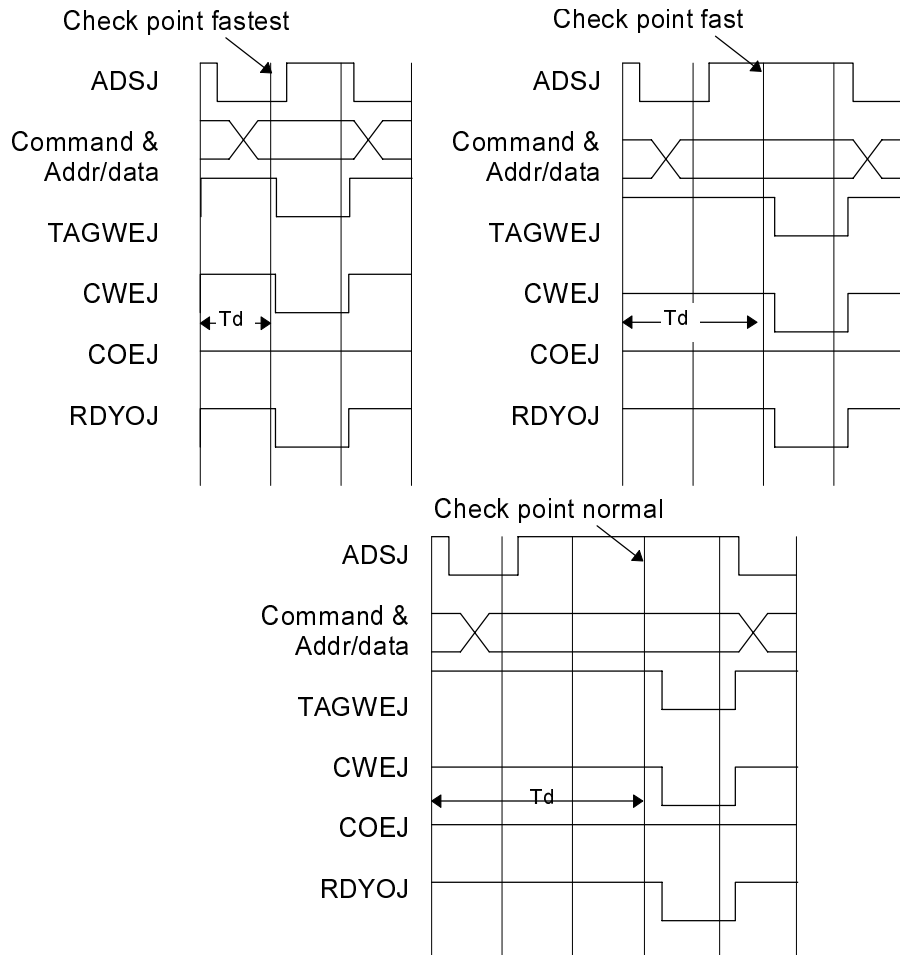 Check point fastest
ADSJ
Command &
Addr/data
TAGWEJ
CWEJ
Td
COEJ
RDYOJ
Check point fast
ADSJ
Command &
Addr/data
TAGWEJ
CWEJ
Td
COEJ
RDYOJ
Check point normal
ADSJ
Command &
Addr/data
TAGWEJ
CWEJ
Td
COEJ
RDYOJ